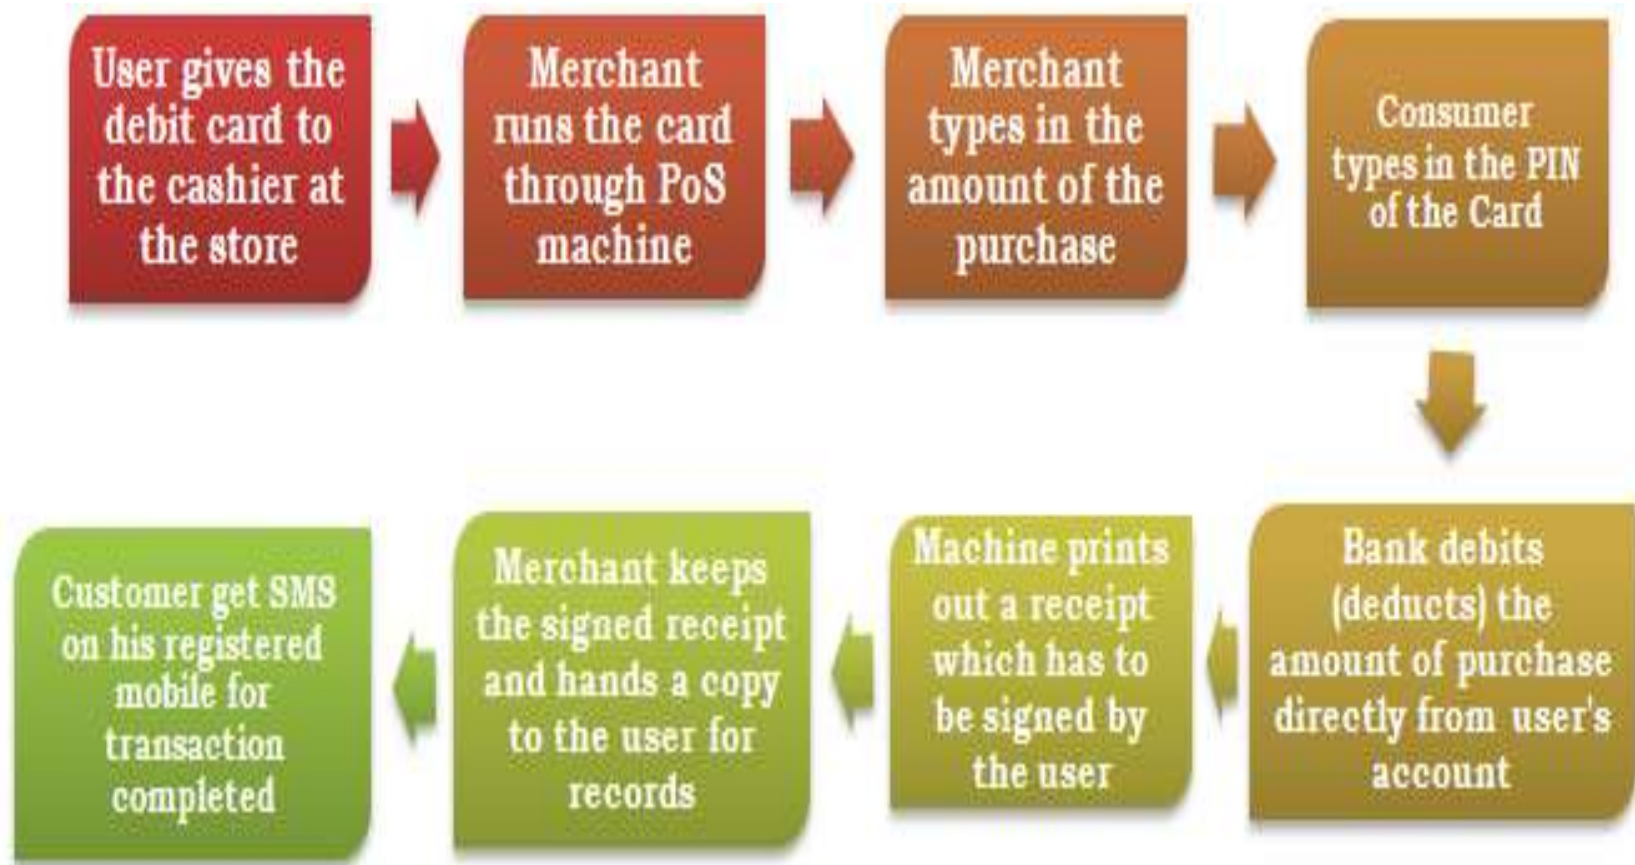 User gives the
debit card to
the cashier at
the store
Merchant
runs the card
through PoS
machine
Merchant
types in the
amount of the
purchase
Consumer
types in the PIN
of the Card
Bank debits
(deducts) the
amount of purchase
directly from user's
account
Machine prints
out a receipt
which has to
be signed by
the user
Merchant keeps
the signed receipt
and hands a copy
to the user for
records
Customer get SMS
on his registered
mobile for
transaction
completed